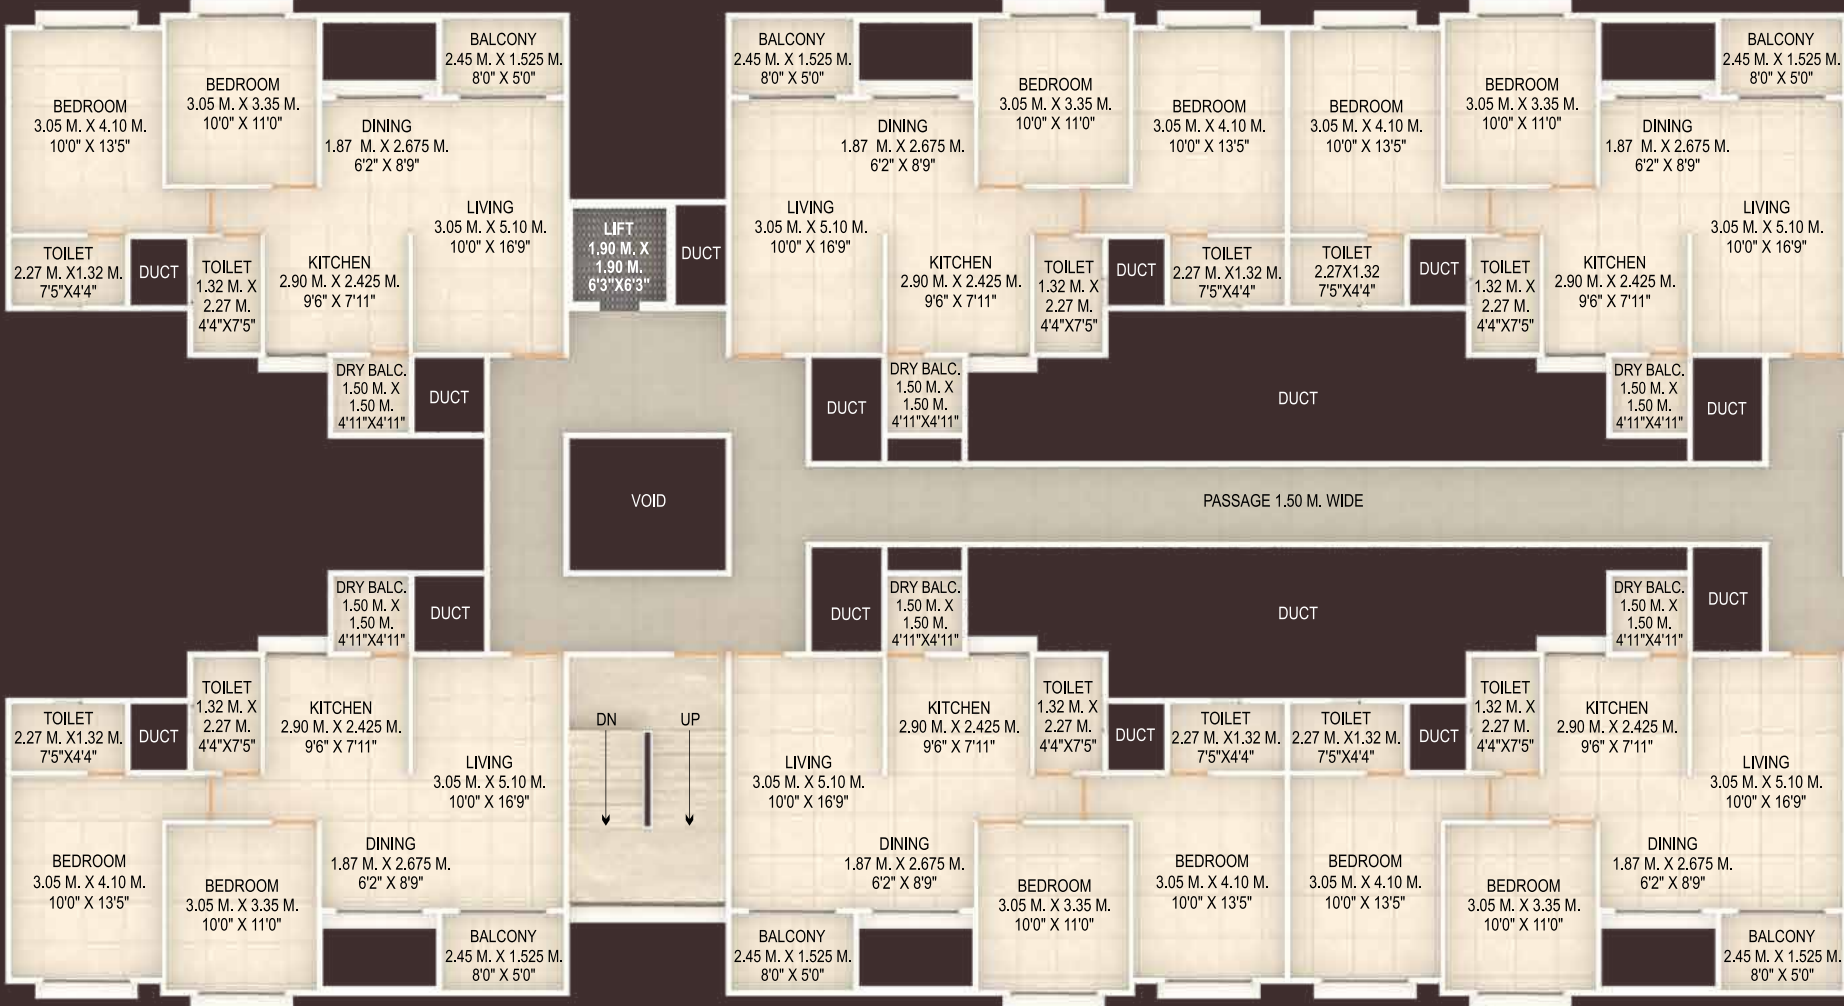 BALCONY
2.45 M. X 1.525 M.
8'0" X 5'0"
BEDROOM
3.05 M. X 4.10 M.
10'0" X 13'5"
BEDROOM
3.05 M. X 3.35 M.
10'0" X 11'0"
DINING
1.87 M. X 2.675 M.
6'2" X 8'9"
LIVING
3.05 M. X 5.10 M.
10'0" X 16'9"
TOILET
2.27 M. X1.32 M.
7'5"X4'4"
DUCT
TOILET
1.32 M. X
2.27 M.
4'4"X7'5"
KITCHEN
2.90 M. X 2.425 M.
9'6" X 7'11"
DRY BALC.
1.50 M. X
1.50 M.
4'11"X4'11"
DUCT
LIFT
1.90 M. X
1.90 M.
6'3"X6'3"
DUCT
BALCONY
2.45 M. X 1.525 M.
8'0" X 5'0"
DINING
1.87 M. X 2.675 M.
6'2" X 8'9"
BEDROOM
3.05 M. X 3.35 M.
10'0" X 11'0"
BEDROOM
3.05 M. X 4.10 M.
10'0" X 13'5"
LIVING
3.05 M. X 5.10 M.
10'0" X 16'9"
KITCHEN
2.90 M. X 2.425 M.
9'6" X 7'11"
TOILET
1.32 M. X
2.27 M.
4'4"X7'5"
DUCT
TOILET
2.27 M. X1.32 M.
7'5"X4'4"
DUCT
DRY BALC.
1.50 M. X
1.50 M.
4'11"X4'11"
DUCT
BEDROOM
3.05 M. X 4.10 M.
10'0" X 13'5"
BEDROOM
3.05 M. X 3.35 M.
10'0" X 11'0"
BALCONY
2.45 M. X 1.525 M.
8'0" X 5'0"
DINING
1.87 M. X 2.675 M.
6'2" X 8'9"
LIVING
3.05 M. X 5.10 M.
10'0" X 16'9"
TOILET
2.27X1.32
7'5"X4'4"
DUCT
TOILET
1.32 M. X
2.27 M.
4'4"X7'5"
KITCHEN
2.90 M. X 2.425 M.
9'6" X 7'11"
DRY BALC.
1.50 M. X
1.50 M.
4'11"X4'11"
DUCT
VOID
PASSAGE 1.50 M. WIDE
DRY BALC.
1.50 M. X
1.50 M.
4'11"X4'11"
DUCT
TOILET
2.27 M. X1.32 M.
7'5"X4'4"
DUCT
TOILET
1.32 M. X
2.27 M.
4'4"X7'5"
KITCHEN
2.90 M. X 2.425 M.
9'6" X 7'11"
LIVING
3.05 M. X 5.10 M.
10'0" X 16'9"
DINING
1.87 M. X 2.675 M.
6'2" X 8'9"
BEDROOM
3.05 M. X 4.10 M.
10'0" X 13'5"
BEDROOM
3.05 M. X 3.35 M.
10'0" X 11'0"
BALCONY
2.45 M. X 1.525 M.
8'0" X 5'0"
DN
UP
DUCT
DRY BALC.
1.50 M. X
1.50 M.
4'11"X4'11"
DUCT
KITCHEN
2.90 M. X 2.425 M.
9'6" X 7'11"
TOILET
1.32 M. X
2.27 M.
4'4"X7'5"
DUCT
TOILET
2.27 M. X1.32 M.
7'5"X4'4"
LIVING
3.05 M. X 5.10 M.
10'0" X 16'9"
DINING
1.87 M. X 2.675 M.
6'2" X 8'9"
BEDROOM
3.05 M. X 3.35 M.
10'0" X 11'0"
BEDROOM
3.05 M. X 4.10 M.
10'0" X 13'5"
BALCONY
2.45 M. X 1.525 M.
8'0" X 5'0"
DRY BALC.
1.50 M. X
1.50 M.
4'11"X4'11"
DUCT
TOILET
2.27 M. X1.32 M.
7'5"X4'4"
DUCT
TOILET
1.32 M. X
2.27 M.
4'4"X7'5"
KITCHEN
2.90 M. X 2.425 M.
9'6" X 7'11"
LIVING
3.05 M. X 5.10 M.
10'0" X 16'9"
DINING
1.87 M. X 2.675 M.
6'2" X 8'9"
BEDROOM
3.05 M. X 4.10 M.
10'0" X 13'5"
BEDROOM
3.05 M. X 3.35 M.
10'0" X 11'0"
BALCONY
2.45 M. X 1.525 M.
8'0" X 5'0"